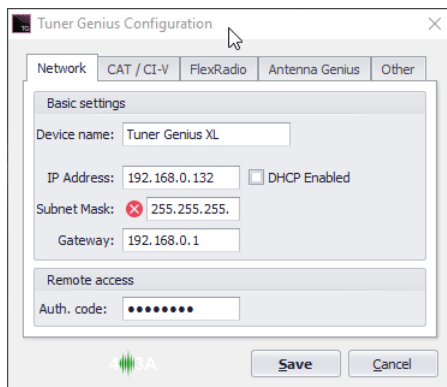 TG Tuner Genius Configuration
Network CAT / CI-V FlexRadio Antenna Genius Other
Basic settings
Device name: Tuner Genius XL
IP Address: 192.168.0.132 DHCP Enabled
Subnet Mask: 255.255.255.
Gateway: 192.168.0.1
Remote access
Auth. code: ●●●●●●●●
4O3A Save Cancel